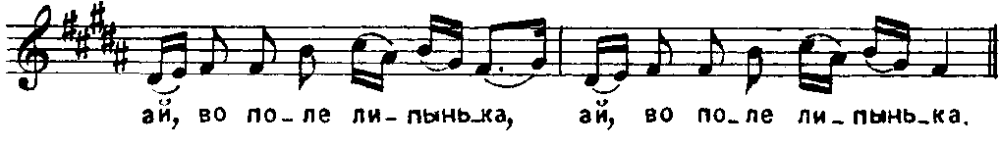 ай, во по_ле ли_пынь_ка, ай, во по_ле ли_пынь_ка.